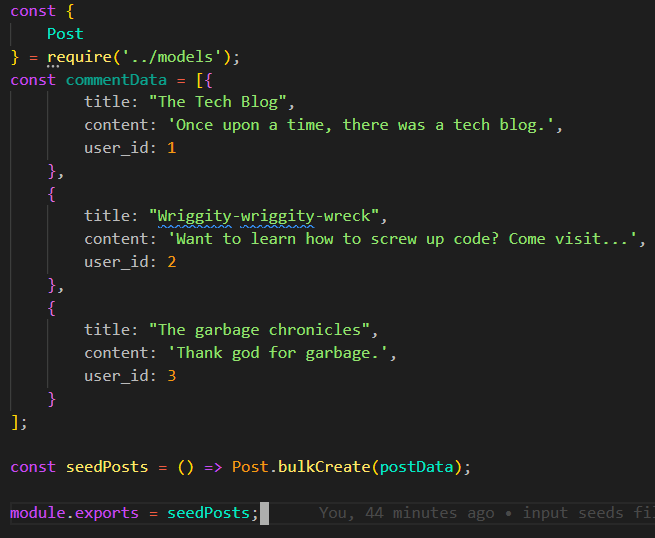 const {
    Post
} = require('../models');
const commentData = [{
        title: "The Tech Blog",
        content: 'Once upon a time, there was a tech blog.',
        user_id: 1
    },
    {
        title: "Wriggity-wriggity-wreck",
        content: 'Want to learn how to screw up code? Come visit...',
        user_id: 2
    },
    {
        title: "The garbage chronicles",
        content: 'Thank god for garbage.',
        user_id: 3
    }
];
const seedPosts = () => Post.bulkCreate(postData);
module.exports = seedPosts; You, 44 minutes ago • input seeds